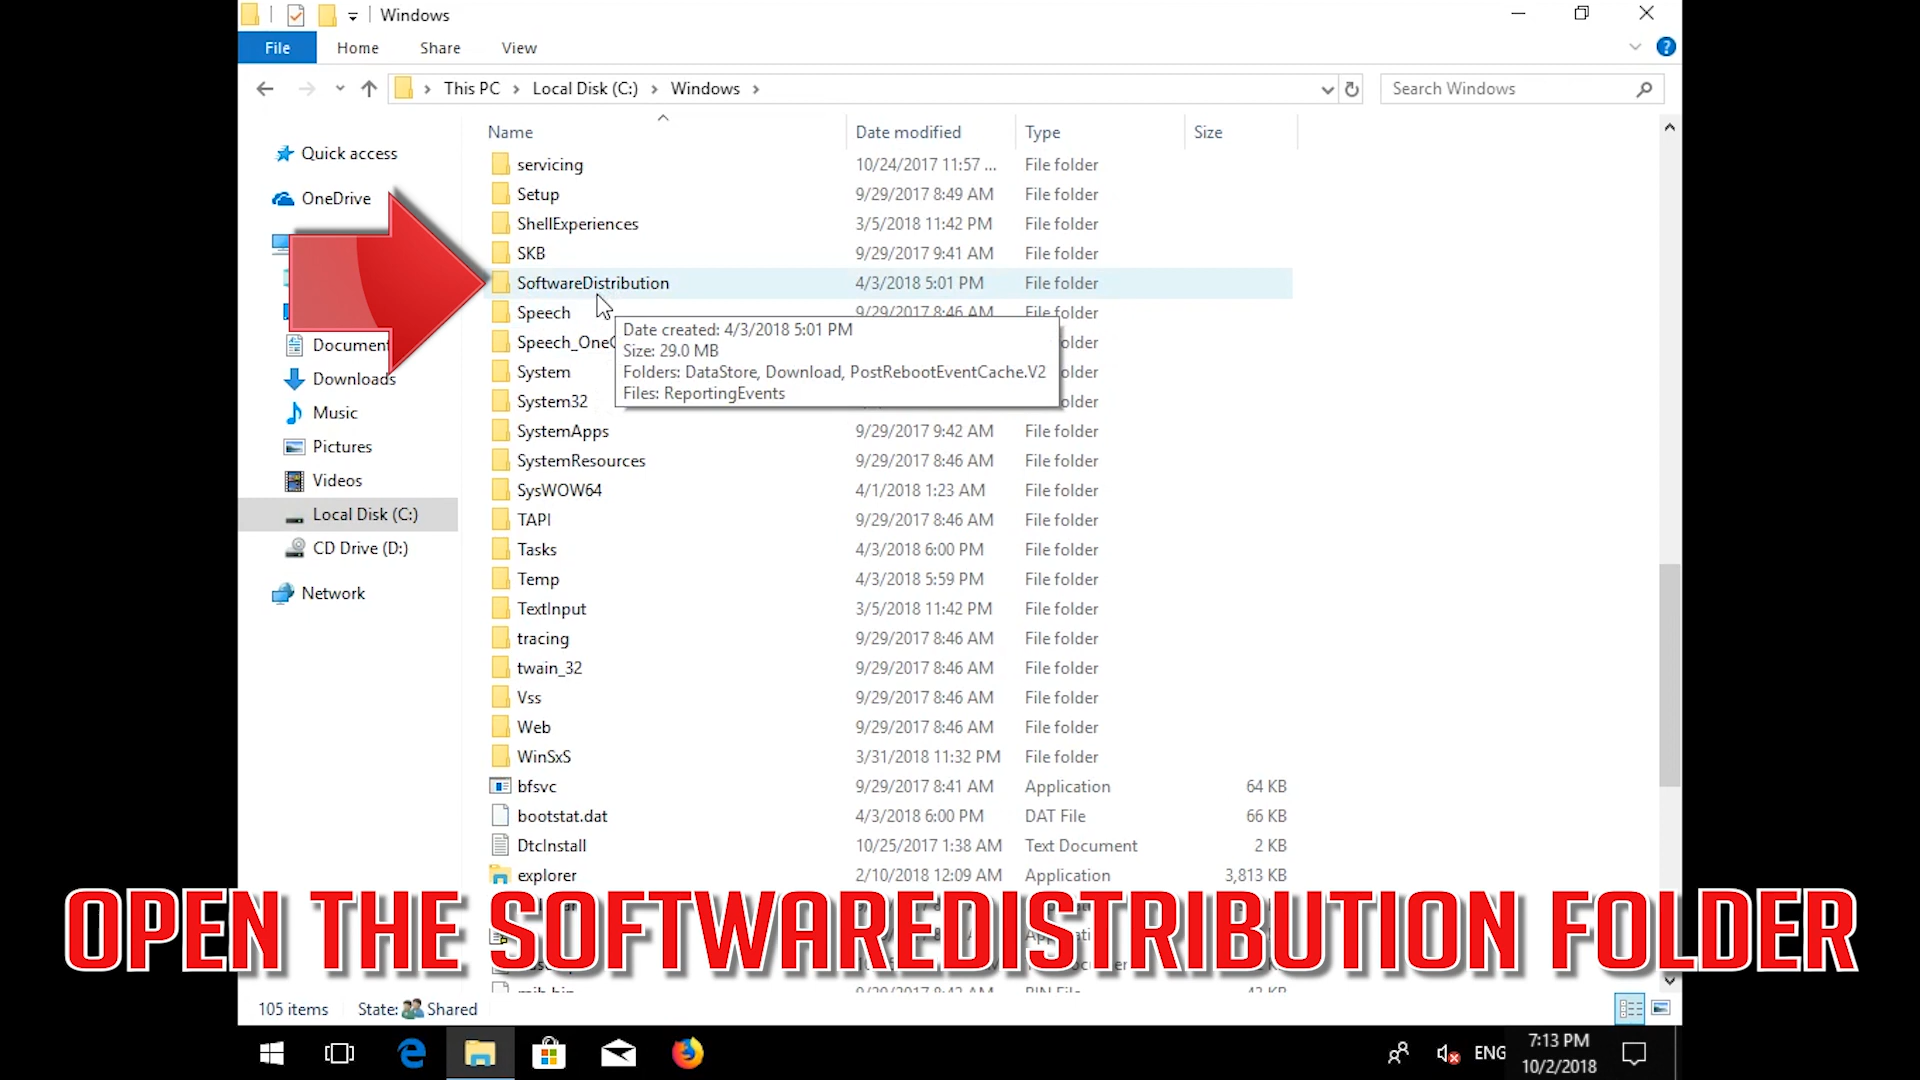 Windows
File Home Share View
This PC Local Disk (C:) Windows
Search Windows
Name Date modified Type Size
Quick access
OneDrive
Documen
Downloads
Music
Pictures
Videos
Local Disk (C:)
CD Drive (D:)
Network
servicing 10/24/2017 11:57 ... File folder
Setup 9/29/2017 8:49 AM File folder
ShellExperiences 3/5/2018 11:42 PM File folder
SKB 9/29/2017 9:41 AM File folder
SoftwareDistribution 4/3/2018 5:01 PM File folder
Speech 9/29/2017 8:46 AM File folder
Speech_One older
Date created: 4/3/2018 5:01 PM
Size: 29.0 MB
Folders: DataStore, Download, PostRebootEventCache.V2
Files: ReportingEvents
System
System32 older
SystemApps 9/29/2017 9:42 AM File folder
SystemResources 9/29/2017 8:46 AM File folder
SysWOW64 4/1/2018 1:23 AM File folder
TAPI 9/29/2017 8:46 AM File folder
Tasks 4/3/2018 6:00 PM File folder
Temp 4/3/2018 5:59 PM File folder
TextInput 3/5/2018 11:42 PM File folder
tracing 9/29/2017 8:46 AM File folder
twain_32 9/29/2017 8:46 AM File folder
Vss 9/29/2017 8:46 AM File folder
Web 9/29/2017 8:46 AM File folder
WinSxS 3/31/2018 11:32 PM File folder
bfsvc 9/29/2017 8:41 AM Application 64 KB
bootstat.dat 4/3/2018 6:00 PM DAT File 66 KB
DtcInstall 10/25/2017 1:38 AM Text Document 2 KB
explorer 2/10/2018 12:09 AM Application 3,813 KB
OPEN THE SOFTWAREDISTRIBUTION FOLDER
105 items State: Shared
ENG
7:13 PM
10/2/2018